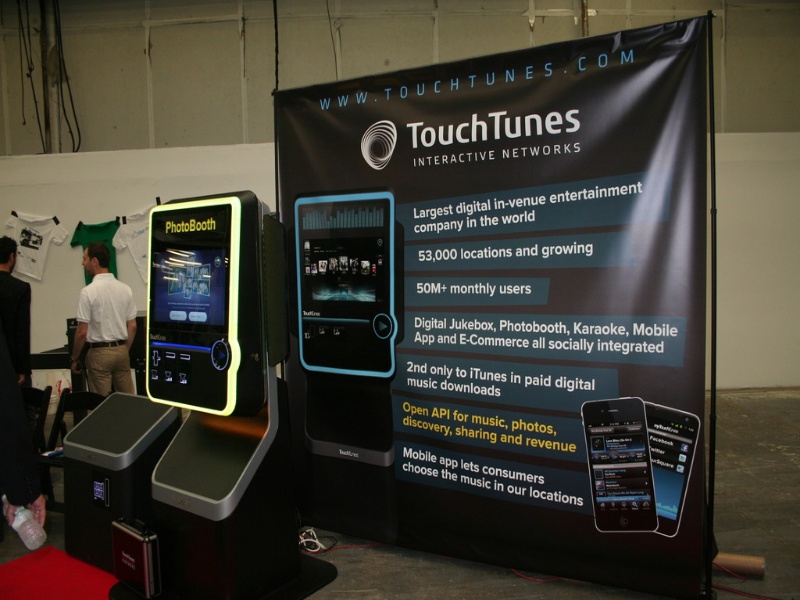 WWW.TOUCHTUNES.COM
TouchTunes
INTERACTIVE NETWORKS
Largest digital in-venue entertainment
company in the world
53,000 locations and growing
50M+ monthly users
Digital Jukebox, Photobooth, Karaoke, Mobile
App and E-Commerce all socially integrated
2nd only to iTunes in paid digital
music downloads
Open API for music, photos,
discovery, sharing and revenue
Mobile app lets consumers
choose the music in our locations
PhotoBooth
TouchTunes
TouchTunes
Facebook